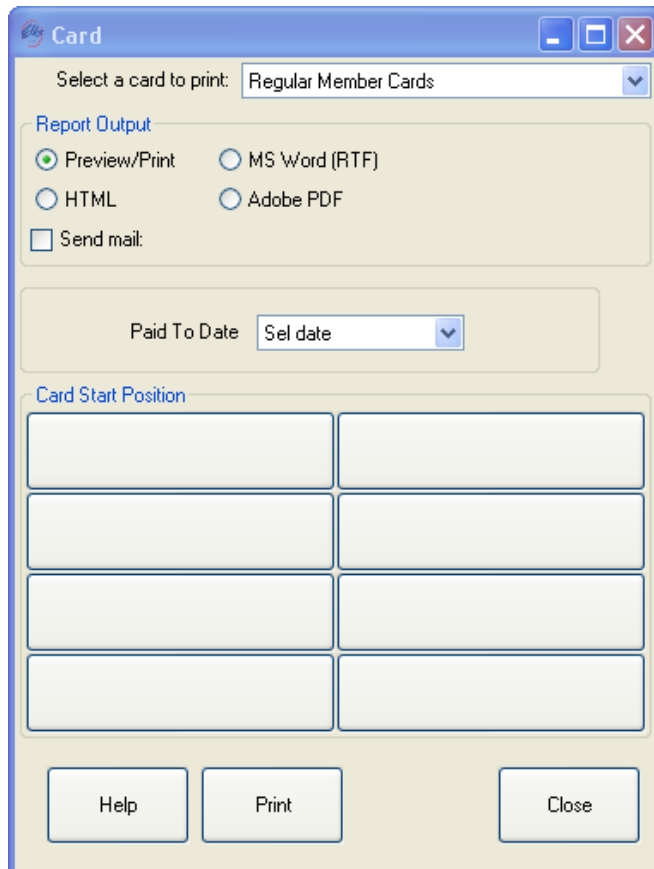 Elks Card
Select a card to print: Regular Member Cards
Report Output
Preview/Print MS Word (RTF)
HTML Adobe PDF
Send mail:
Paid To Date Sel date
Card Start Position
Help Print Close